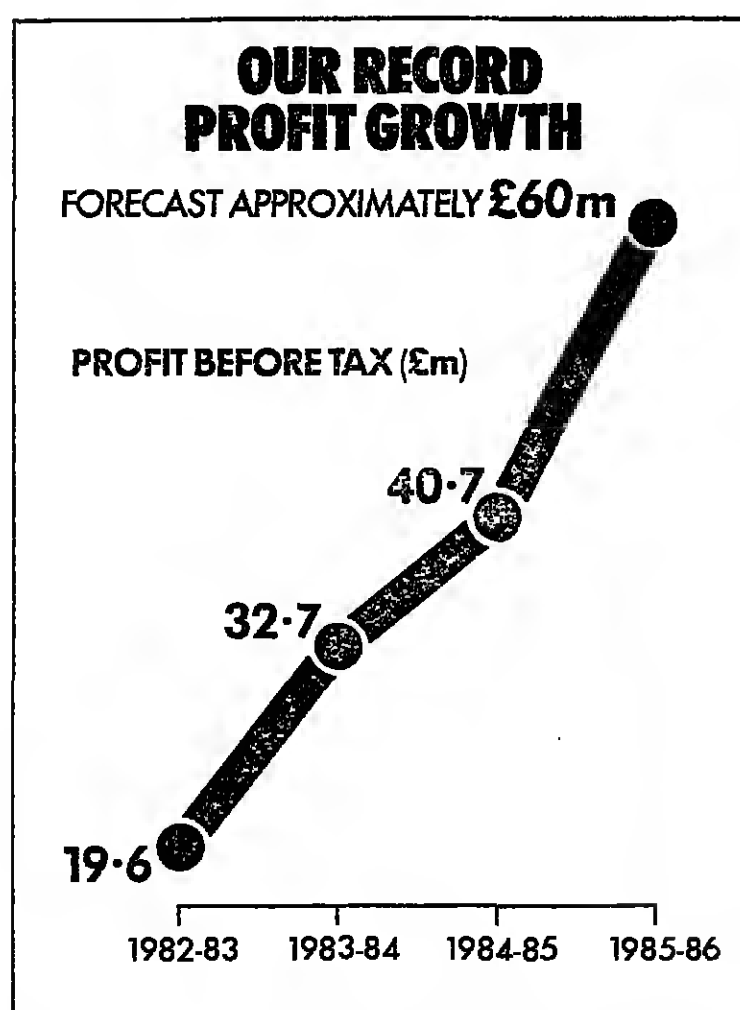 OUR RECORD
PROFIT GROWTH
FORECAST APPROXIMATELY £60m
PROFIT BEFORE TAX (£m)
40·7
32·7
19·6
1982-83 1983-84 1984-85 1985-86